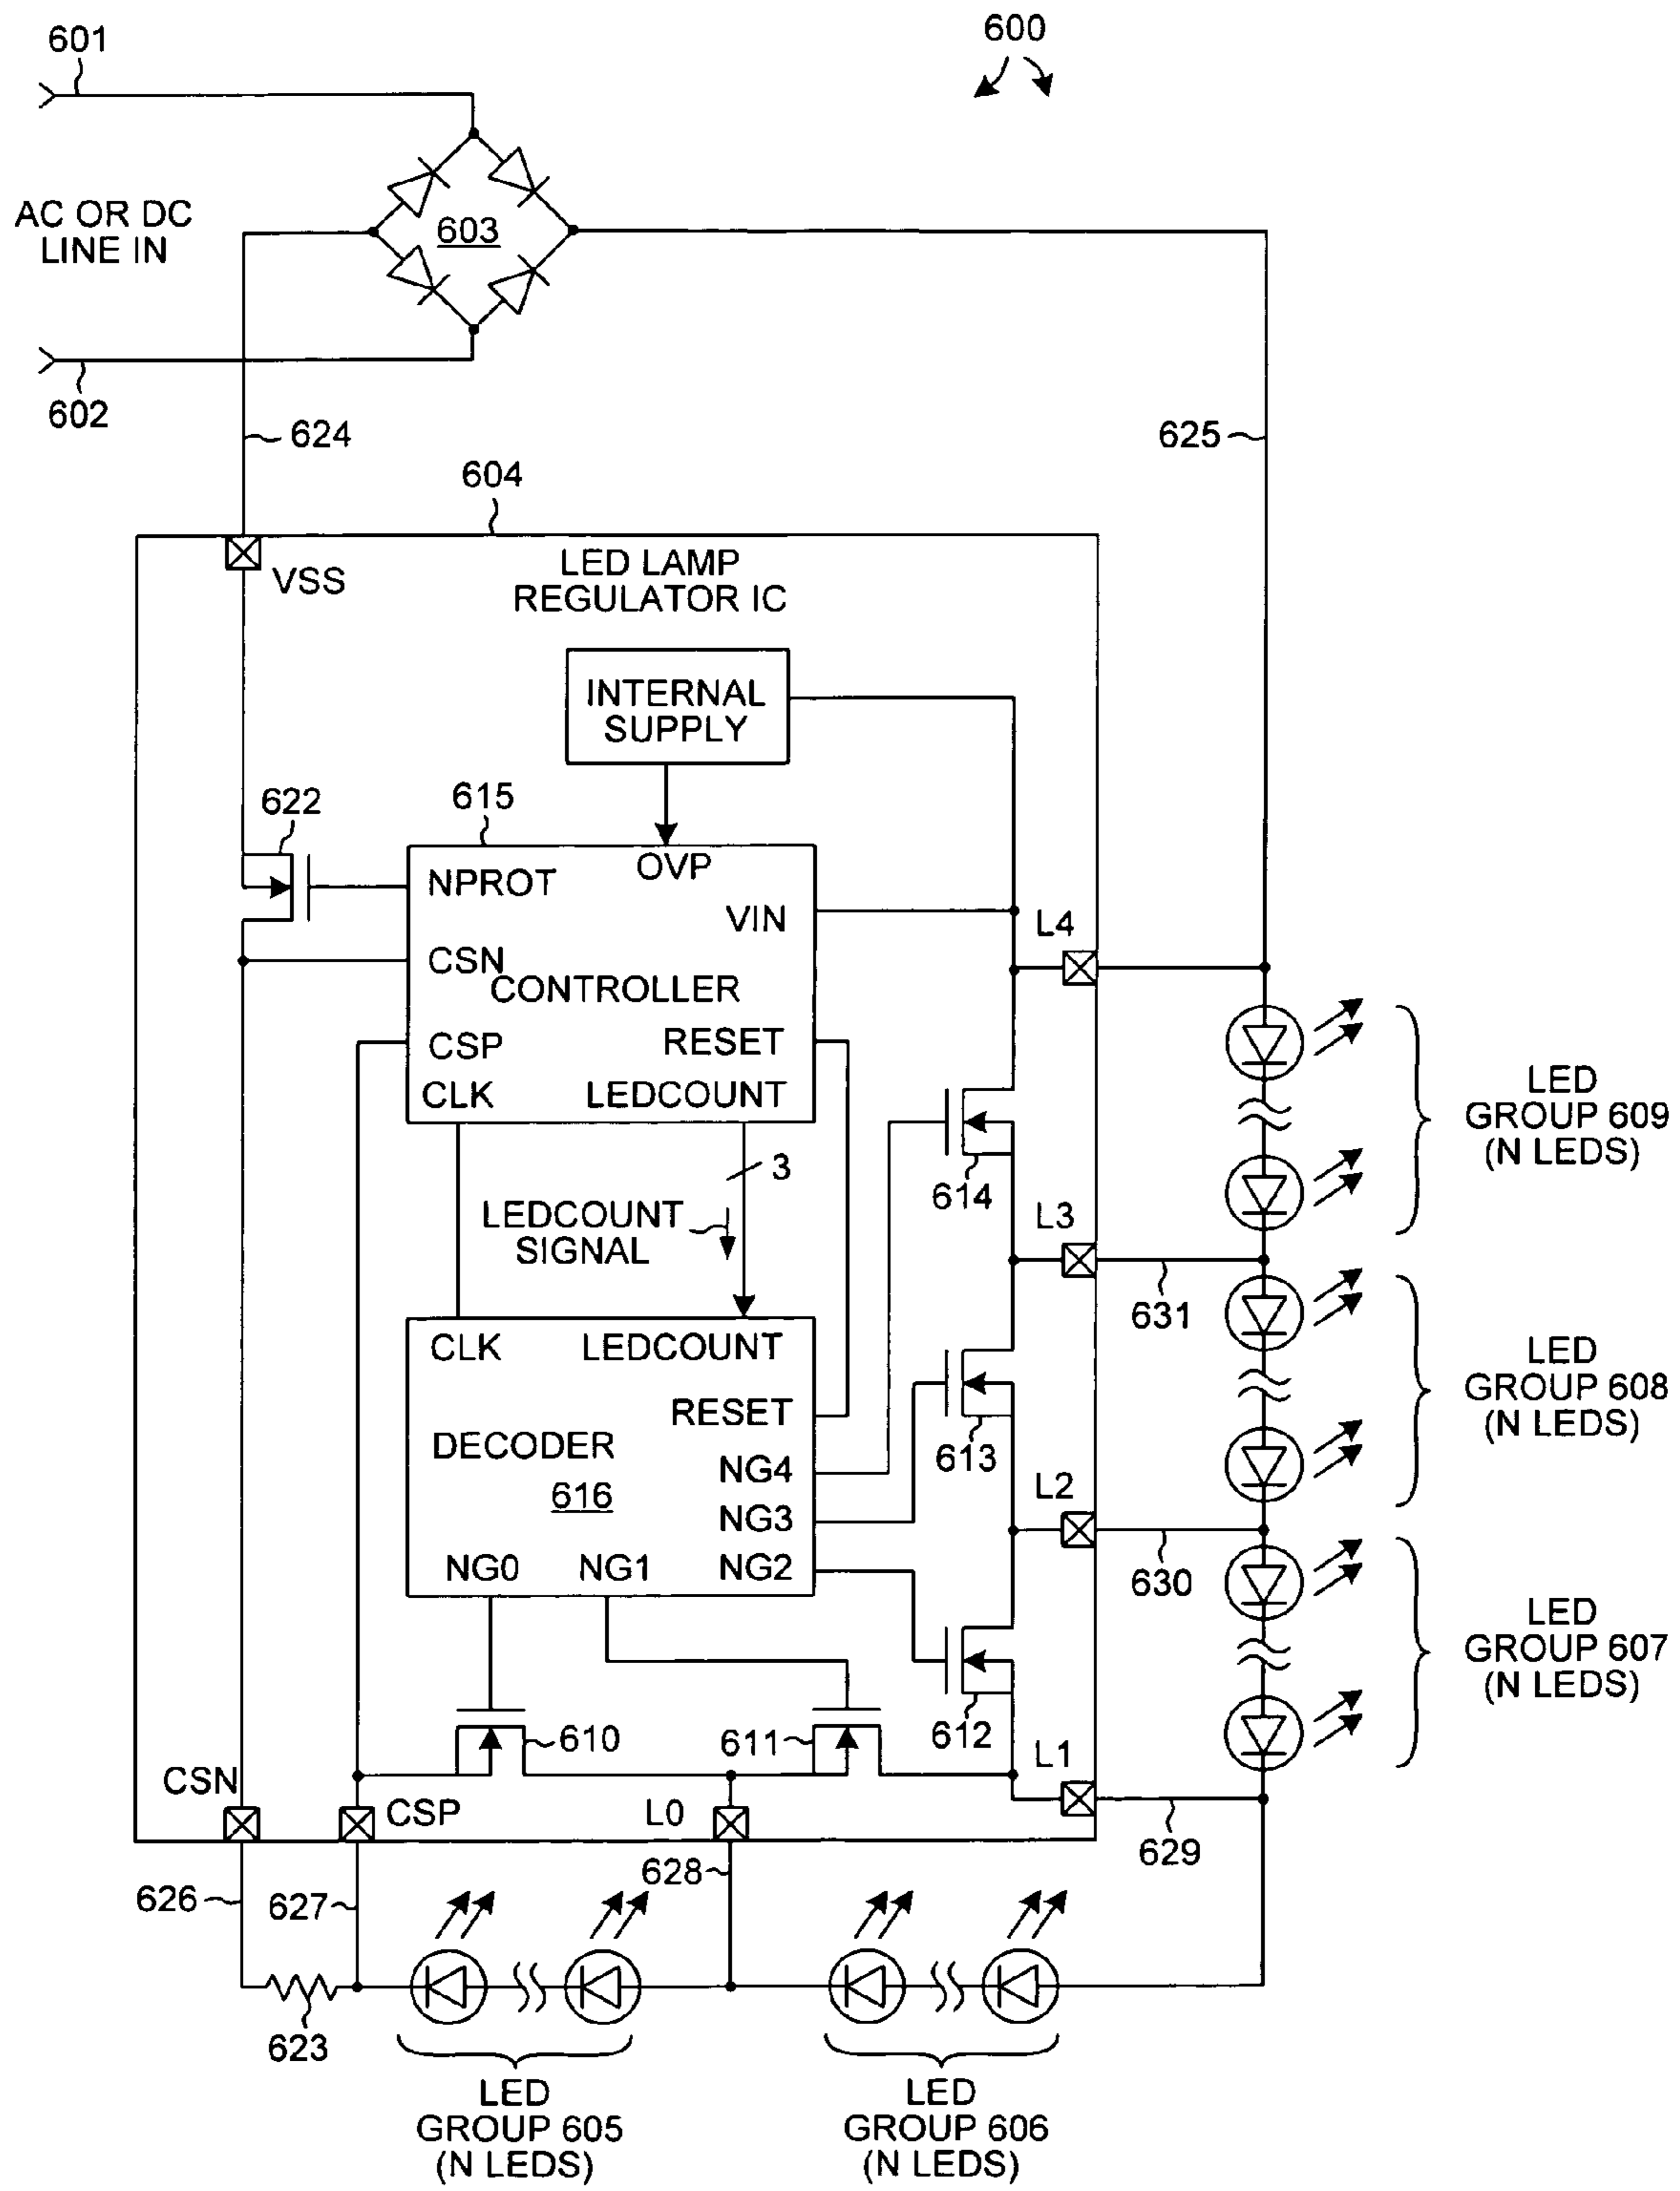 600
601
AC OR DC
LINE IN
603
602
624
625
604
VSS
LED LAMP
REGULATOR IC
INTERNAL
SUPPLY
622
615
NPROT
OVP
VIN
CSN
CONTROLLER
CSP
RESET
CLK
LEDCOUNT
L4
LED
GROUP 609
(N LEDS)
3
LEDCOUNT
SIGNAL
614
L3
631
CLK
LEDCOUNT
RESET
DECODER
616
NG4
NG3
NG2
NG0
NG1
613
LED
GROUP 608
(N LEDS)
L2
630
LED
GROUP 607
(N LEDS)
612
610
611
L1
629
CSN
CSP
L0
626
627
628
623
LED
GROUP 605
(N LEDS)
LED
GROUP 606
(N LEDS)